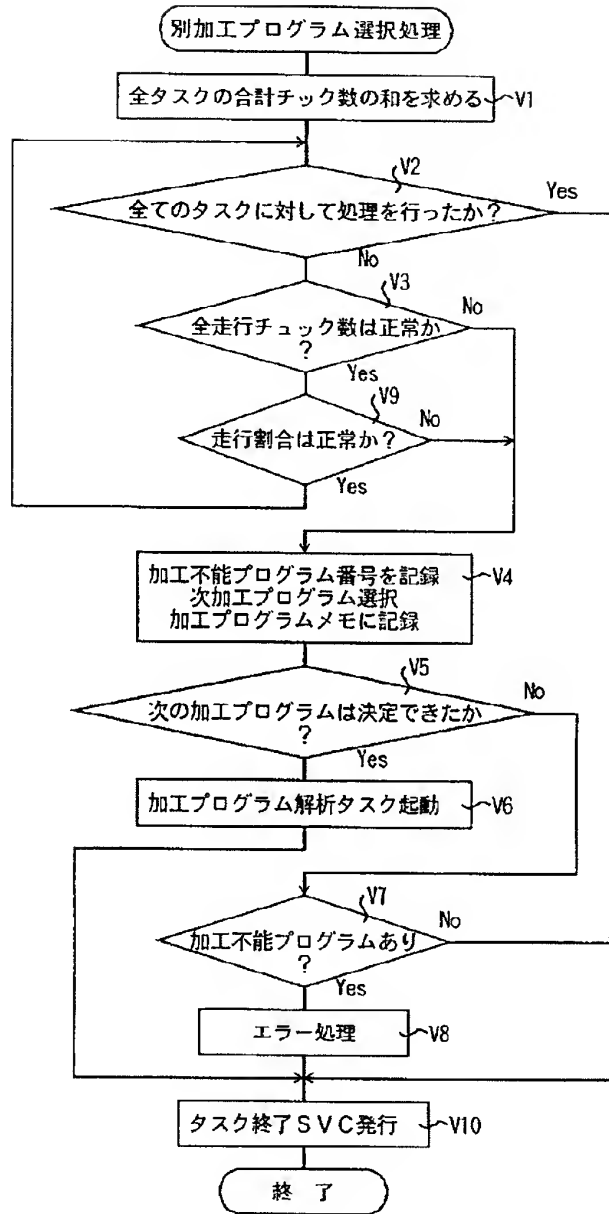 別加工プログラム選択処理
全タスクの合計チック数の和を求める
V1
V2
全てのタスクに対して処理を行ったか?
Yes
No
V3
全走行チュック数は正常か
?
No
Yes
V9
走行割合は正常か?
No
Yes
加工不能プログラム番号を記録
次加工プログラム選択
加工プログラムメモに記録
V4
V5
次の加工プログラムは決定できたか
?
No
Yes
加工プログラム解析タスク起動
V6
V7
加工不能プログラムあり
?
No
Yes
エラー処理
V8
タスク終了SVC発行
V10
終了